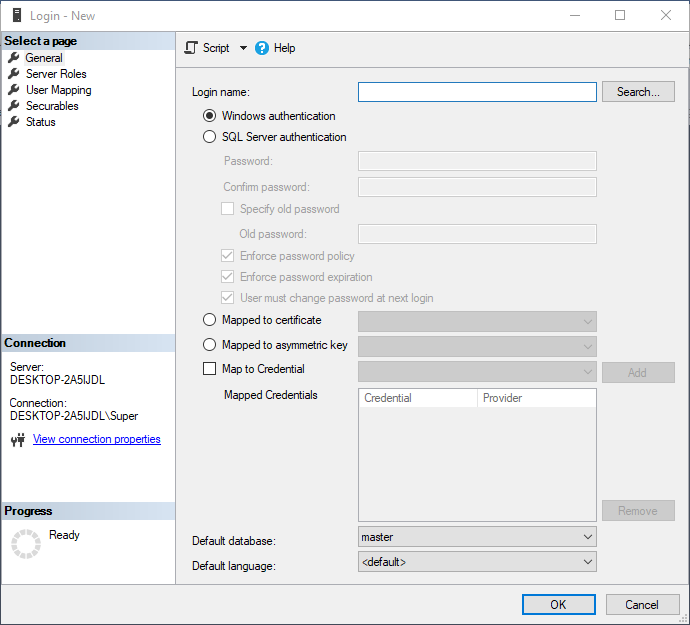 Login - New
Select a page
General
Server Roles
User Mapping
Securables
Status
Connection
Server:
DESKTOP-2A5IJDL
Connection:
DESKTOP-2A5IJDL\Super
View connection properties
Progress
Ready
Script
Help
Login name:
Search...
Windows authentication
SQL Server authentication
Password:
Confirm password:
Specify old password
Old password:
Enforce password policy
Enforce password expiration
User must change password at next login
Mapped to certificate
Mapped to asymmetric key
Map to Credential
Add
Mapped Credentials
Credential Provider
Remove
Default database: master
Default language: <default>
OK Cancel